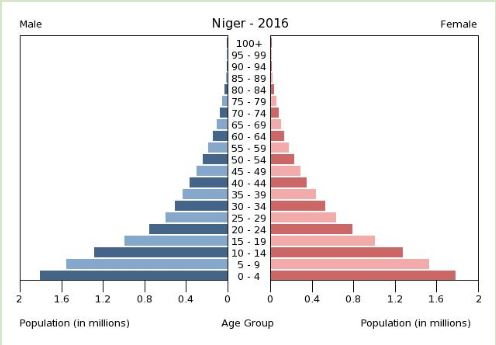 Niger - 2016
Male Female
100+
95 - 99
90 - 94
85 - 89
80 - 84
75 - 79
70 - 74
65 - 69
60 - 64
55 - 59
50 - 54
45 - 49
40 - 44
35 - 39
30 - 34
25 - 29
20 - 24
15 - 19
10 - 14
5 - 9
0 - 4
2 1.6 1.2 0.8 0.4 0 0 0.4 0.8 1.2 1.6 2
Population (in millions) Age Group Population (in millions)